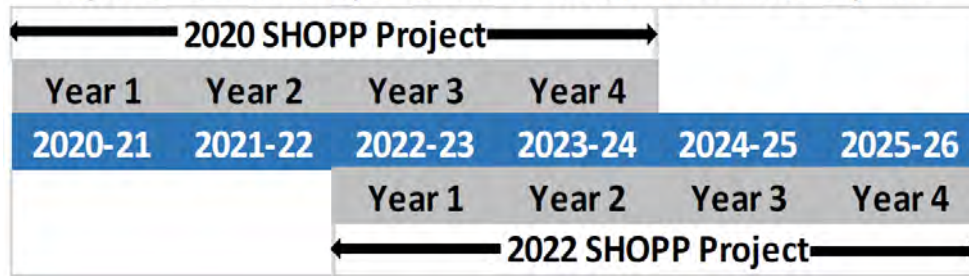 2020 SHOPP Project
Year 1 Year 2 Year 3 Year 4
2020-21 2021-22 2022-23 2023-24 2024-25 2025-26
Year 1 Year 2 Year 3 Year 4
2022 SHOPP Project